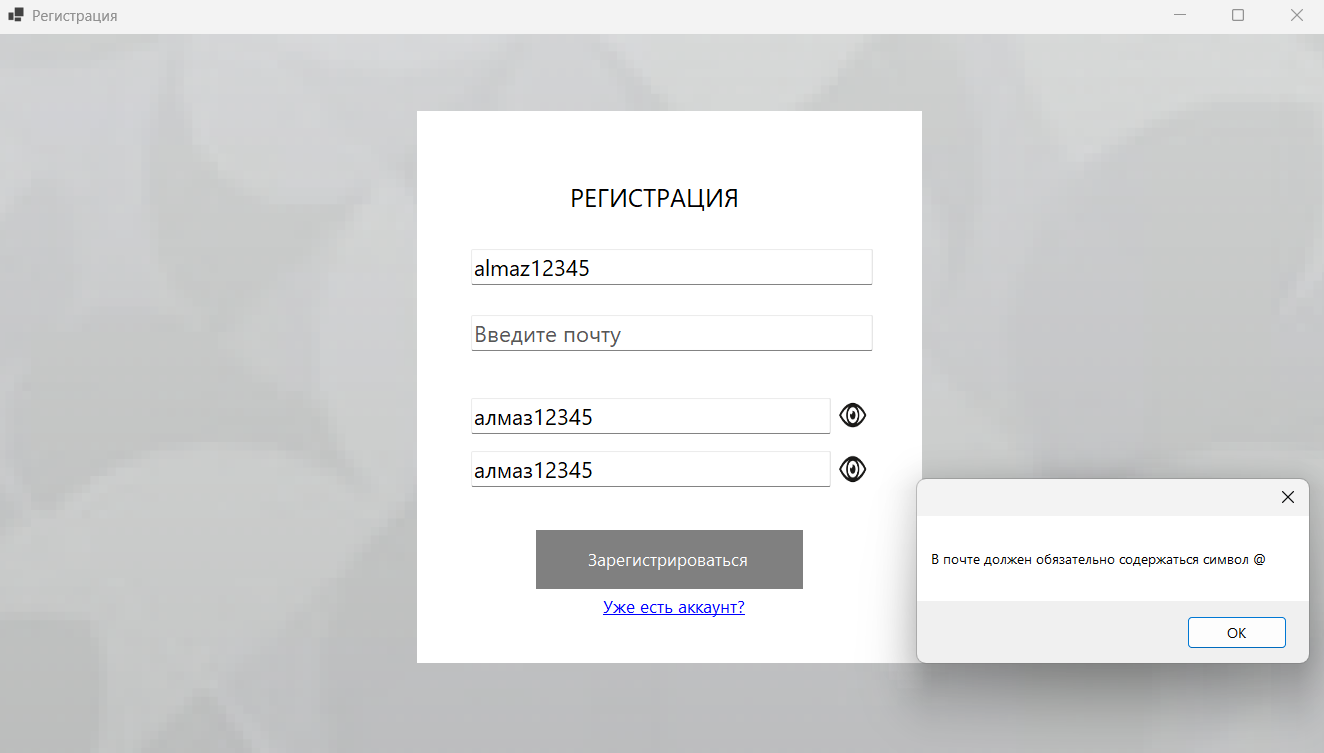 Регистрация
РЕГИСТРАЦИЯ
almaz12345
Введите почту
алмаз12345
алмаз12345
Зарегистрироваться
Уже есть аккаунт?
В почте должен обязательно содержаться символ @
OK